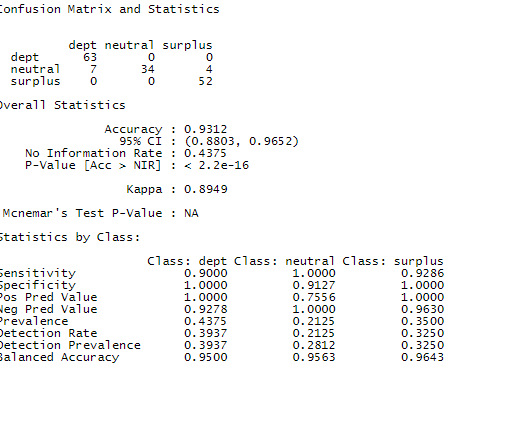 Confusion Matrix and Statistics
dept neutral surplus
dept 63 0 0
neutral 7 34 4
surplus 0 0 52
Overall Statistics
Accuracy : 0.9312
95% CI : (0.8803, 0.9652)
No Information Rate : 0.4375
P-Value [Acc > NIR] : < 2.2e-16
Kappa : 0.8949
Mcnemar's Test P-Value : NA
Statistics by Class:
Class: dept Class: neutral Class: surplus
Sensitivity 0.9000 1.0000 0.9286
Specificity 1.0000 0.9127 1.0000
Pos Pred Value 1.0000 0.7556 1.0000
Neg Pred Value 0.9278 1.0000 0.9630
Prevalence 0.4375 0.2125 0.3500
Detection Rate 0.3937 0.2125 0.3250
Detection Prevalence 0.3937 0.2812 0.3250
Balanced Accuracy 0.9500 0.9563 0.9643